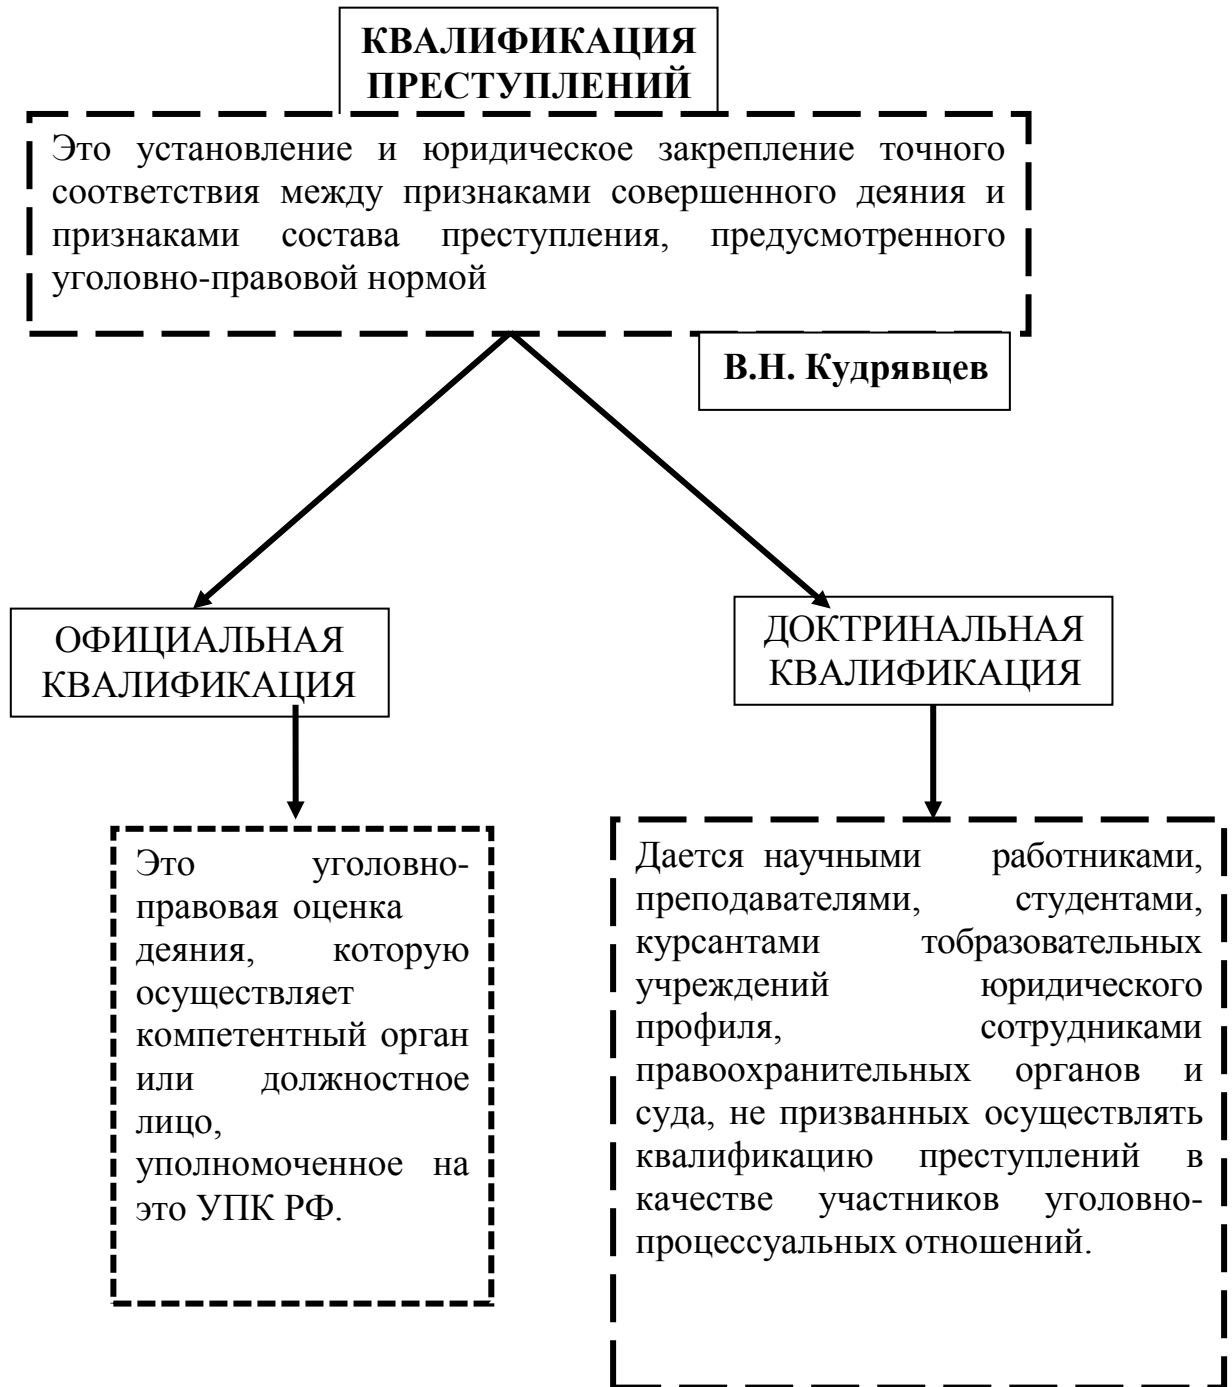 КВАЛИФИКАЦИЯ
ПРЕСТУПЛЕНИЙ
Это установление и юридическое закрепление точного
соответствия между признаками совершенного деяния и
признаками состава преступления, предусмотренного
уголовно-правовой нормой
В.Н. Кудрявцев
ОФИЦИАЛЬНАЯ
КВАЛИФИКАЦИЯ
ДОКТРИНАЛЬНАЯ
КВАЛИФИКАЦИЯ
Это уголовно-
правовая оценка
деяния, которую
осуществляет
компетентный орган
или должностное
лицо,
уполномоченное на
это УПК РФ.
Дается научными работниками,
преподавателями, студентами,
курсантами тобразовательных
учреждений юридического
профиля, сотрудниками
правоохранительных органов и
суда, не призванных осуществлять
квалификацию преступлений в
качестве участников уголовно-
процессуальных отношений.